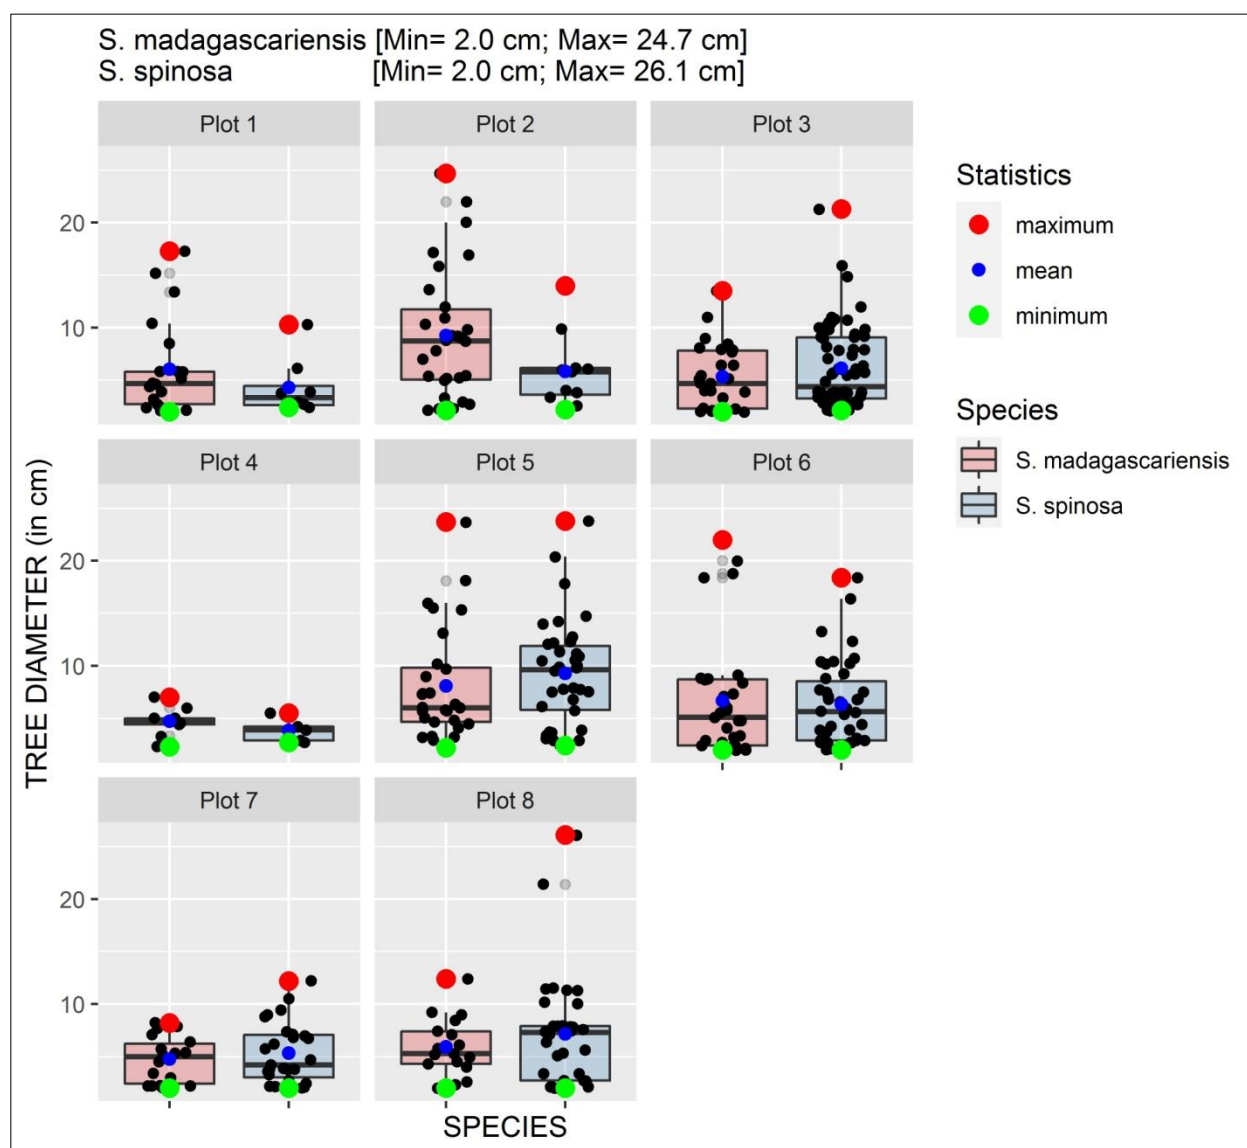 S. madagascariensis [Min= 2.0 cm; Max= 24.7 cm]
S. spinosa [Min= 2.0 cm; Max= 26.1 cm]
Plot 1
Plot 2
Plot 3
20
10
Plot 4
Plot 5
Plot 6
20
10
Plot 7
Plot 8
20
10
TREE DIAMETER (in cm)
SPECIES
Statistics
maximum
mean
minimum
Species
S. madagascariensis
S. spinosa